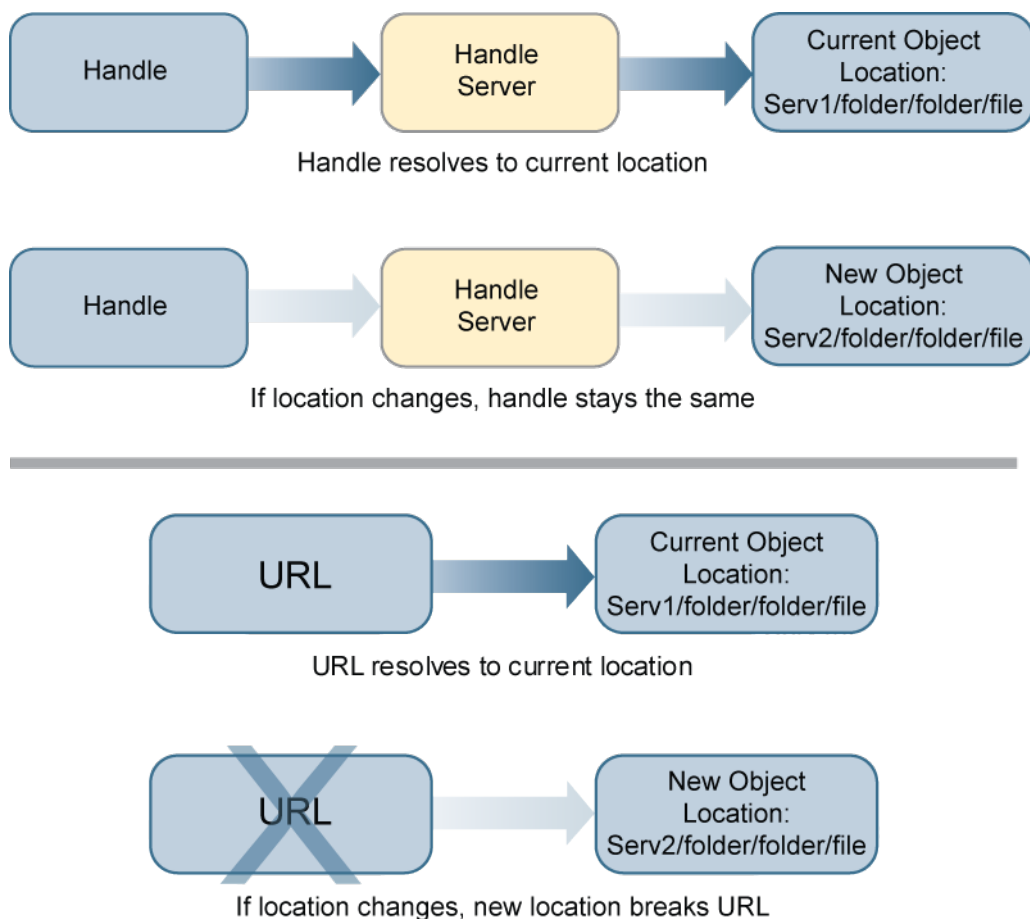 Handle
Handle
Server
Current Object
Location:
Serv1/folder/folder/file
Handle resolves to current location
Handle
Handle
Server
New Object
Location:
Serv2/folder/folder/file
If location changes, handle stays the same
URL
Current Object
Location:
Serv1/folder/folder/file
URL resolves to current location
URL
New Object
Location:
Serv2/folder/folder/file
If location changes, new location breaks URL